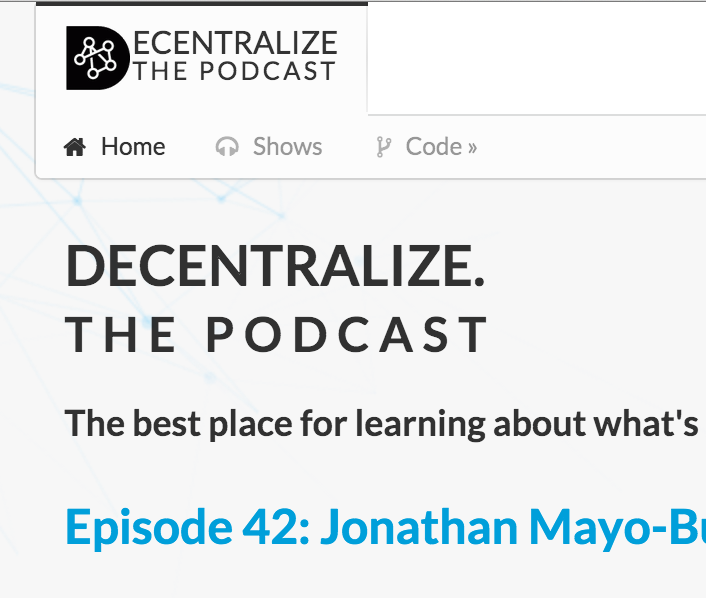 DECENTRALIZE
THE PODCAST
Home Shows Code »
DECENTRALIZE.
THE PODCAST
The best place for learning about what's
Episode 42: Jonathan Mayo-Bu